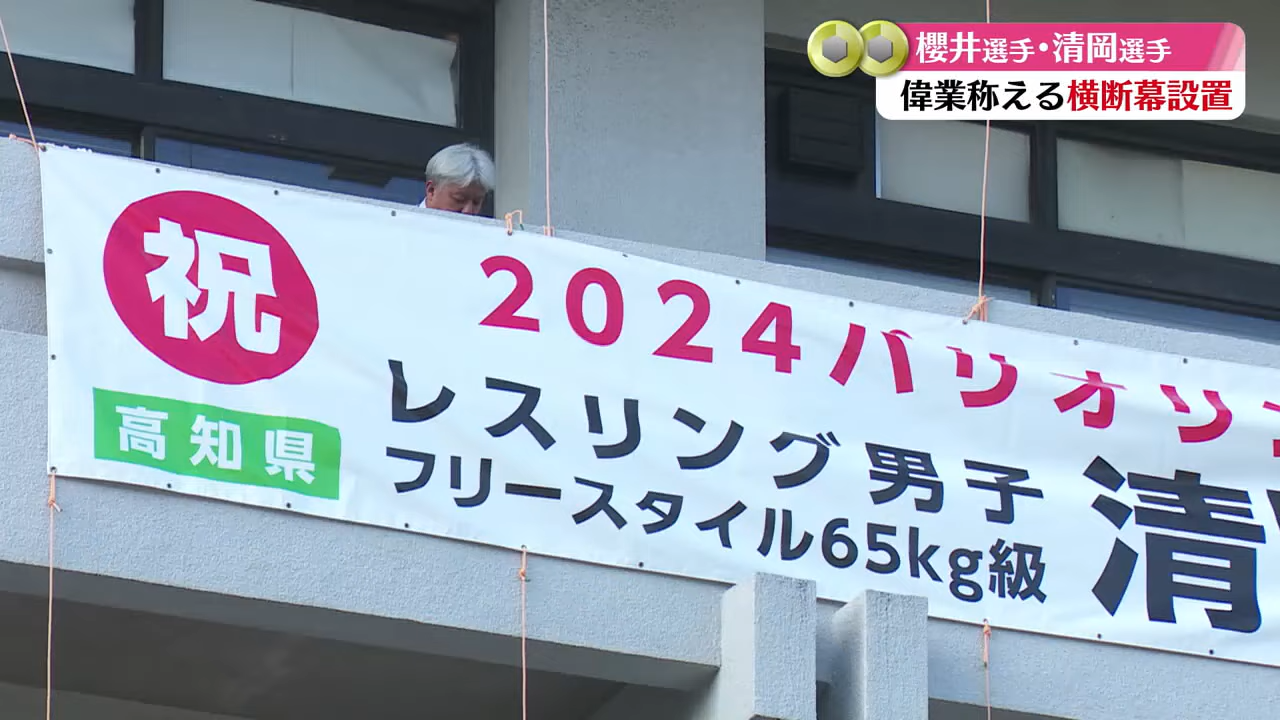 櫻井選手・清岡選手
偉業称える横断幕設置
祝
高知県
2024パリオリ
レスリング男子
フリースタイル65kg級
清